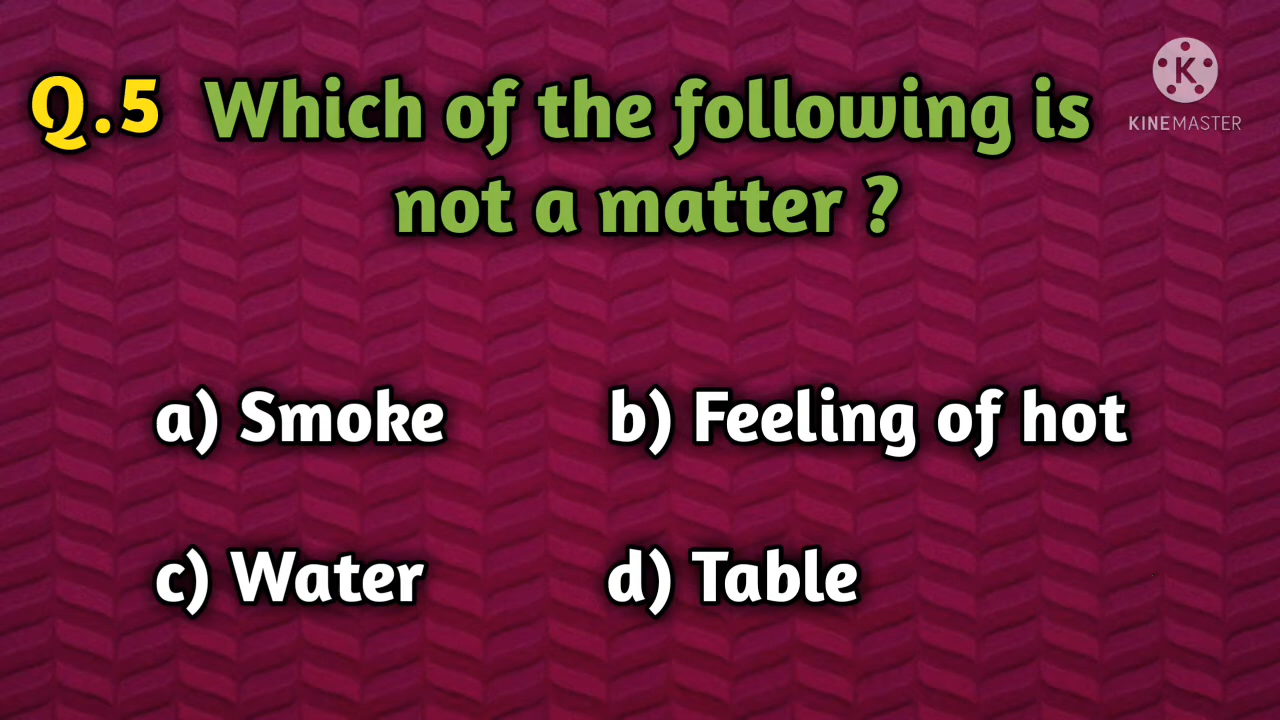 Q.5 Which of the following is
not a matter ?
K
KINEMASTER
a) Smoke b) Feeling of hot
c) Water d) Table